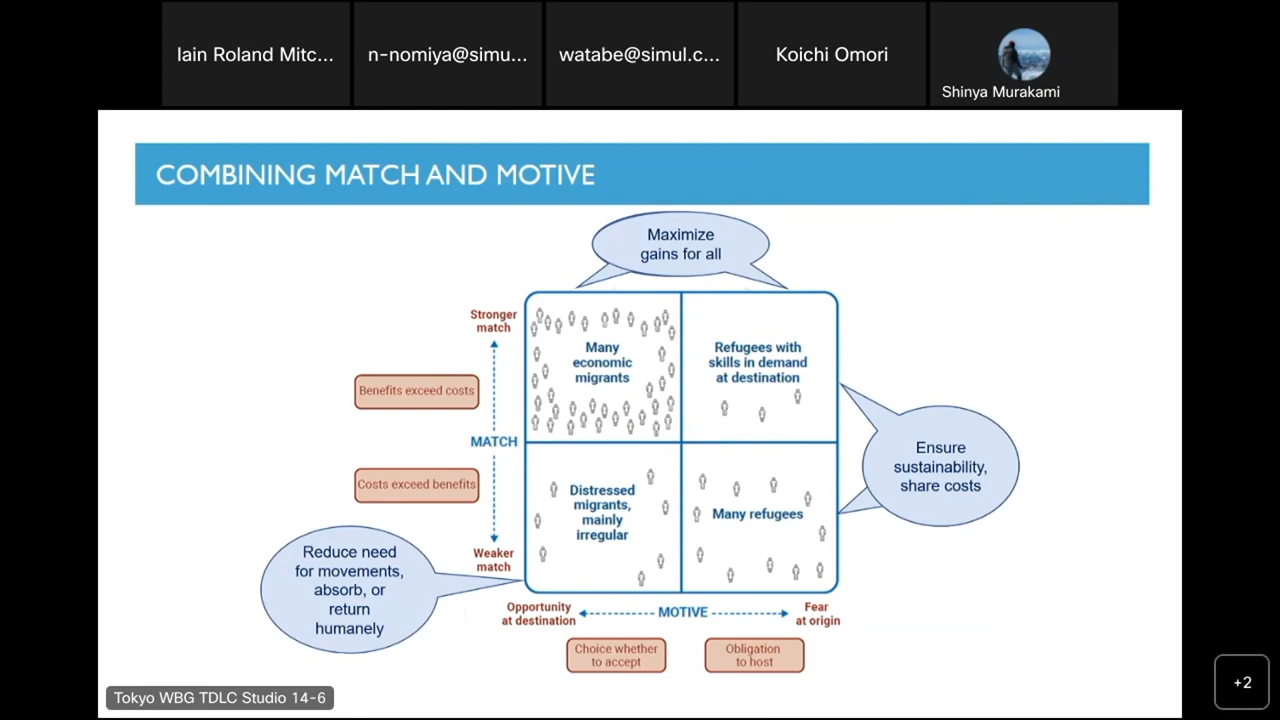 Iain Roland Mitc...
n-nomiya@simu...
watabe@simul.c...
Koichi Omori
Shinya Murakami
COMBINING MATCH AND MOTIVE
Maximize
gains for all
Stronger
match
Many
economic
migrants
Refugees with
skills in demand
at destination
Benefits exceed costs
MATCH
Ensure
sustainability,
share costs
Costs exceed benefits
Distressed
migrants,
mainly
irregular
Many refugees
Reduce need
for movements,
absorb, or
return
humanely
Weaker
match
Opportunity
at destination
MOTIVE
Fear
at origin
Choice whether
to accept
Obligation
to host
Tokyo WBG TDLC Studio 14-6
+2